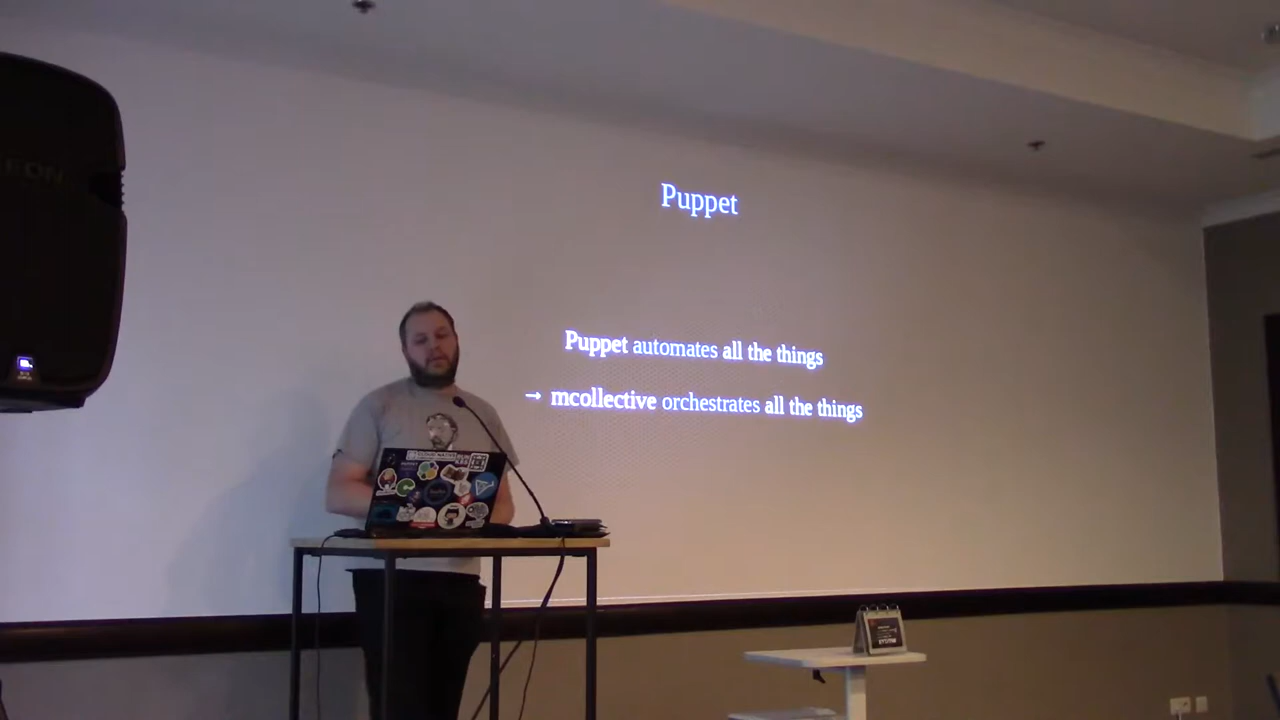 Puppet
Puppet automates all the things
→ mcollective orchestrates all the things